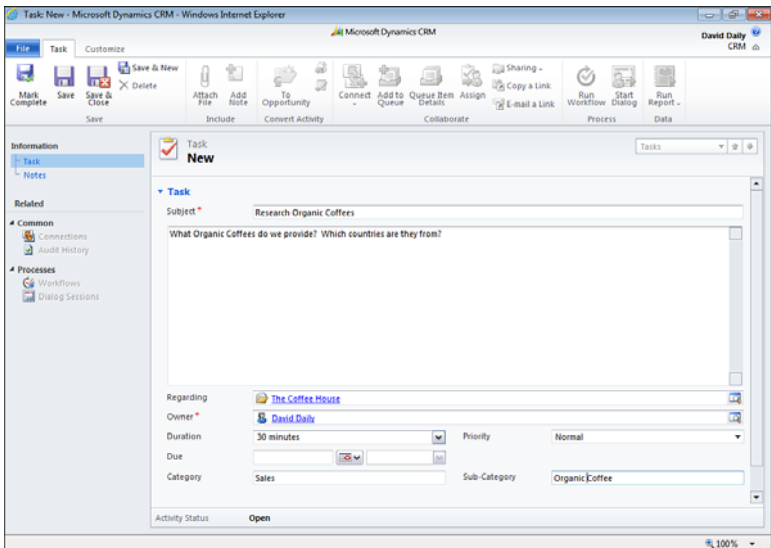 Task: New - Microsoft Dynamics CRM - Windows Internet Explorer
Microsoft Dynamics CRM
David Daily
CRM
File Task Customize
Mark Complete
Save
Save & Close
Save & New
Delete
Save
Attach File
Add Note
Include
To Opportunity
Convert Activity
Connect
Add to Queue
Queue Item Details
Assign
Sharing
Copy a Link
E-mail a Link
Collaborate
Run Workflow
Start Dialog
Process
Run Report
Data
Information
Task
Notes
Related
Common
Connections
Audit History
Processes
Workflows
Dialog Sessions
Task
New
Tasks
Task
Subject * Research Organic Coffees
What Organic Coffees do we provide? Which countries are they from?
Regarding The Coffee House
Owner * David Daily
Duration 30 minutes Priority Normal
Due
Category Sales Sub-Category Organic Coffee
Activity Status Open
100%